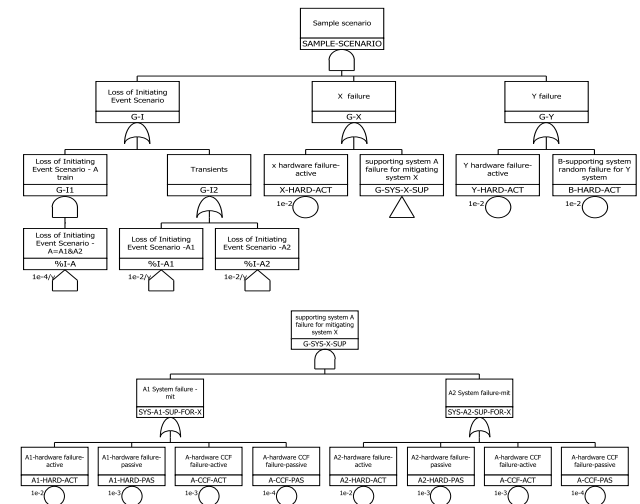 Sample scenario
SAMPLE-SCENARIO
Loss of Initiating
Event Scenario
G-I
X failure
G-X
Y failure
G-Y
Loss of Initiating
Event Scenario - A
train
G-I1
Transients
G-I2
x hardware failure-
active
X-HARD-ACT
1e-2
supporting system A
failure for mitigating
system X
G-SYS-X-SUP
Y hardware failure-
active
Y-HARD-ACT
1e-2
B-supporting system
random failure for Y
system
B-HARD-ACT
1e-2
Loss of Initiating
Event Scenario -
A=A1&A2
%I-A
1e-4/y
Loss of Initiating
Event Scenario -A1
%I-A1
1e-2/y
Loss of Initiating
Event Scenario -A2
%I-A2
1e-2/y
supporting system A
failure for mitigating
system X
G-SYS-X-SUP
A1 System failure -
mit
SYS-A1-SUP-FOR-X
A2 System failure-mit
SYS-A2-SUP-FOR-X
A1-hardware failure-
active
A1-HARD-ACT
1e-2
A1-hardware failure-
passive
A1-HARD-PAS
1e-3
A-hardware CCF
failure-active
A-CCF-ACT
1e-3
A-hardware CCF
failure-passive
A-CCF-PAS
1e-4
A2-hardware failure-
active
A2-HARD-ACT
1e-2
A2-hardware failure-
passive
A2-HARD-PAS
1e-3
A-hardware CCF
failure-active
A-CCF-ACT
1e-3
A-hardware CCF
failure-passive
A-CCF-PAS
1e-4